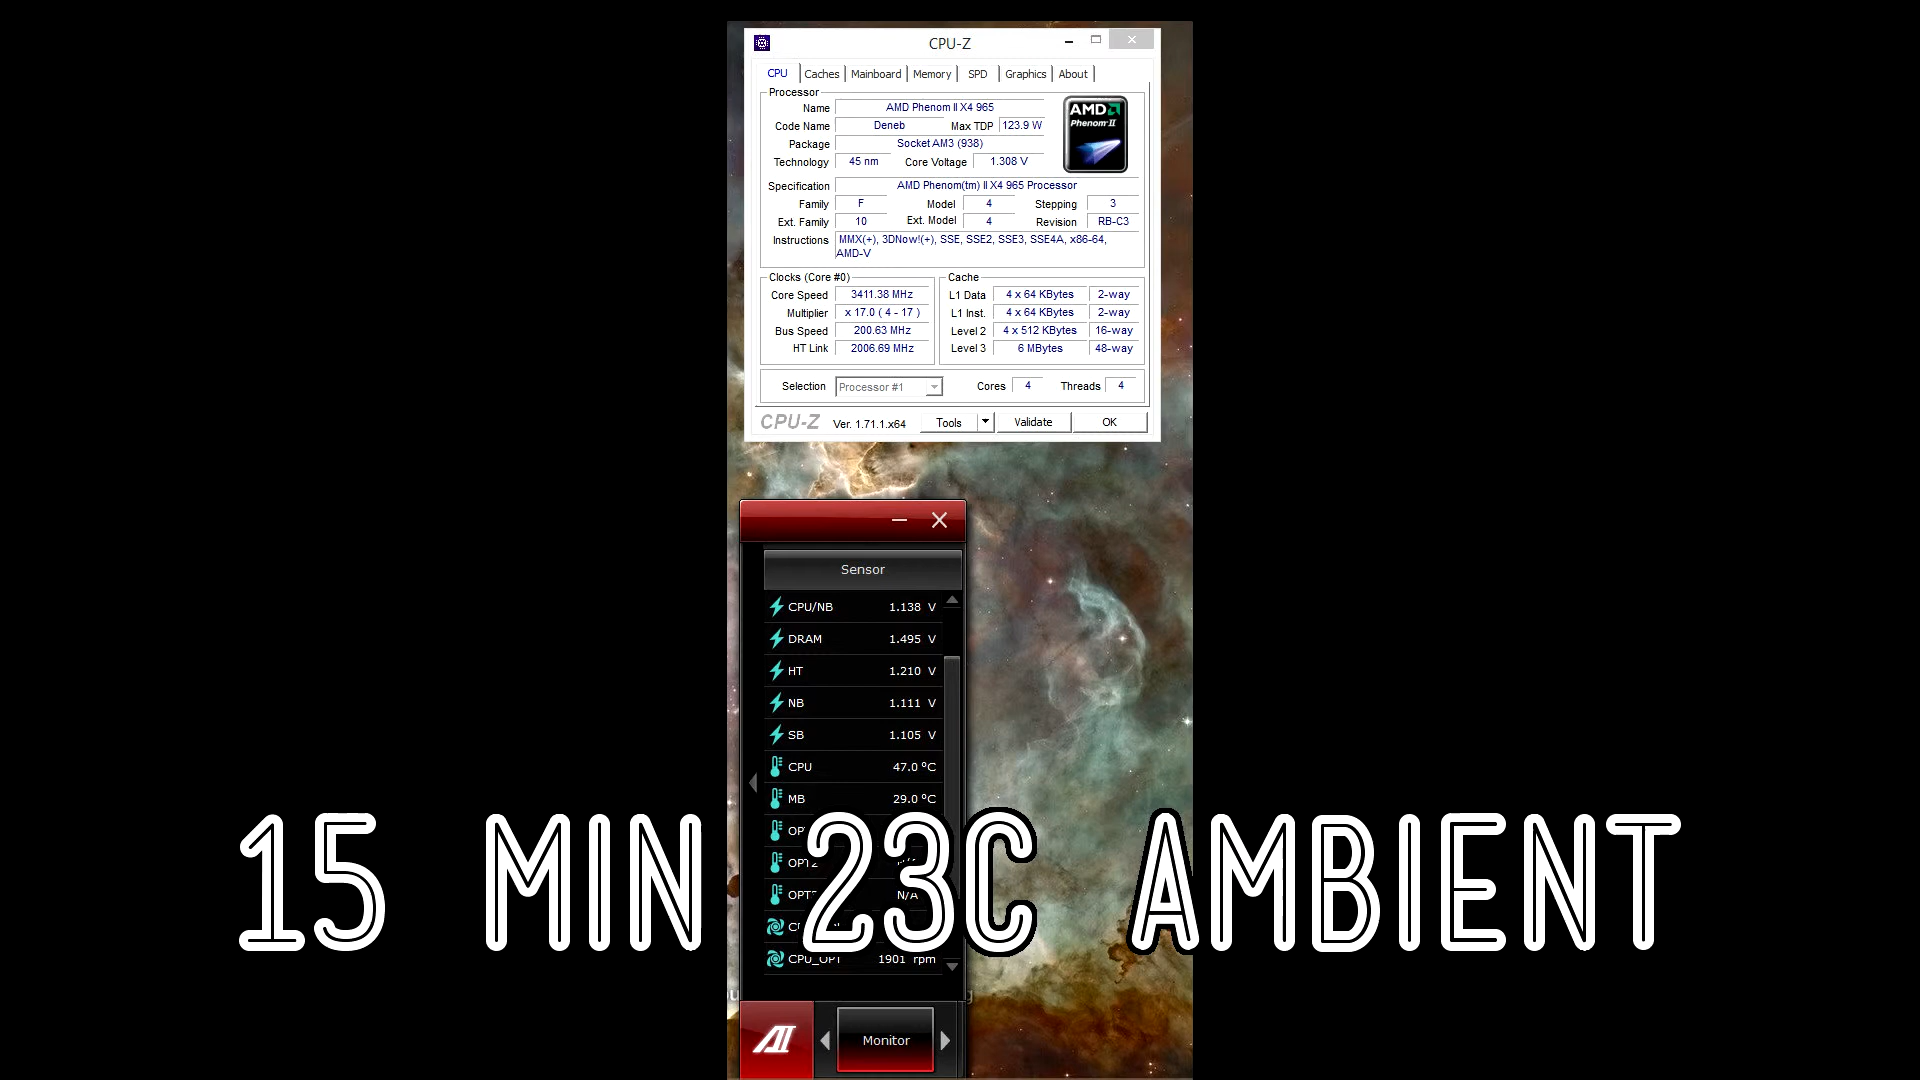 CPU-Z
CPU Caches Mainboard Memory SPD Graphics About
Processor
Name AMD Phenom II X4 965
Code Name Deneb Max TDP 123.9 W
Package Socket AM3 (938)
Technology 45 nm Core Voltage 1.308 V
AMD Phenom II
Specification AMD Phenom(tm) II X4 965 Processor
Family F Model 4 Stepping 3
Ext. Family 10 Ext. Model 4 Revision RB-C3
Instructions MMX(+), 3DNow!(+), SSE, SSE2, SSE3, SSE4A, x86-64,
AMD-V
Clocks (Core #0)
Core Speed 3411.38 MHz
Multiplier x 17.0 ( 4 - 17 )
Bus Speed 200.63 MHz
HT Link 2006.69 MHz
Cache
L1 Data 4 x 64 KBytes 2-way
L1 Inst. 4 x 64 KBytes 2-way
Level 2 4 x 512 KBytes 16-way
Level 3 6 MBytes 48-way
Selection Processor #1 Cores 4 Threads 4
CPU-Z Ver. 1.71.1.x64 Tools Validate OK
Sensor
CPU/NB 1.138 V
DRAM 1.495 V
HT 1.210 V
NB 1.111 V
SB 1.105 V
CPU 47.0 ºC
MB 29.0 ºC
OPT2
N/A
CPU_OPT 1901 rpm
15 MIN 23C AMBIENT
AI Monitor